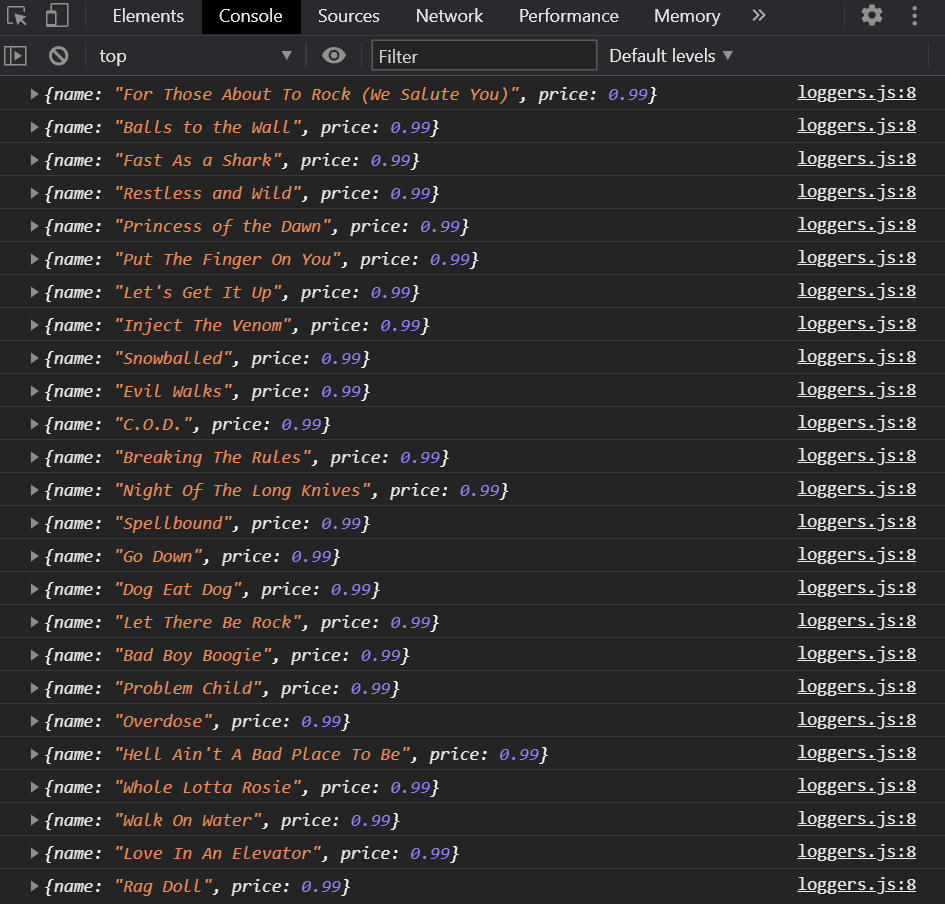 Elements Console Sources Network Performance Memory
top Filter Default levels
{name: "For Those About To Rock (We Salute You)", price: 0.99} loggers.js:8
{name: "Balls to the Wall", price: 0.99} loggers.js:8
{name: "Fast As a Shark", price: 0.99} loggers.js:8
{name: "Restless and Wild", price: 0.99} loggers.js:8
{name: "Princess of the Dawn", price: 0.99} loggers.js:8
{name: "Put The Finger On You", price: 0.99} loggers.js:8
{name: "Let's Get It Up", price: 0.99} loggers.js:8
{name: "Inject The Venom", price: 0.99} loggers.js:8
{name: "Snowballed", price: 0.99} loggers.js:8
{name: "Evil Walks", price: 0.99} loggers.js:8
{name: "C.O.D.", price: 0.99} loggers.js:8
{name: "Breaking The Rules", price: 0.99} loggers.js:8
{name: "Night Of The Long Knives", price: 0.99} loggers.js:8
{name: "Spellbound", price: 0.99} loggers.js:8
{name: "Go Down", price: 0.99} loggers.js:8
{name: "Dog Eat Dog", price: 0.99} loggers.js:8
{name: "Let There Be Rock", price: 0.99} loggers.js:8
{name: "Bad Boy Boogie", price: 0.99} loggers.js:8
{name: "Problem Child", price: 0.99} loggers.js:8
{name: "Overdose", price: 0.99} loggers.js:8
{name: "Hell Ain't A Bad Place To Be", price: 0.99} loggers.js:8
{name: "Whole Lotta Rosie", price: 0.99} loggers.js:8
{name: "Walk On Water", price: 0.99} loggers.js:8
{name: "Love In An Elevator", price: 0.99} loggers.js:8
{name: "Rag Doll", price: 0.99} loggers.js:8